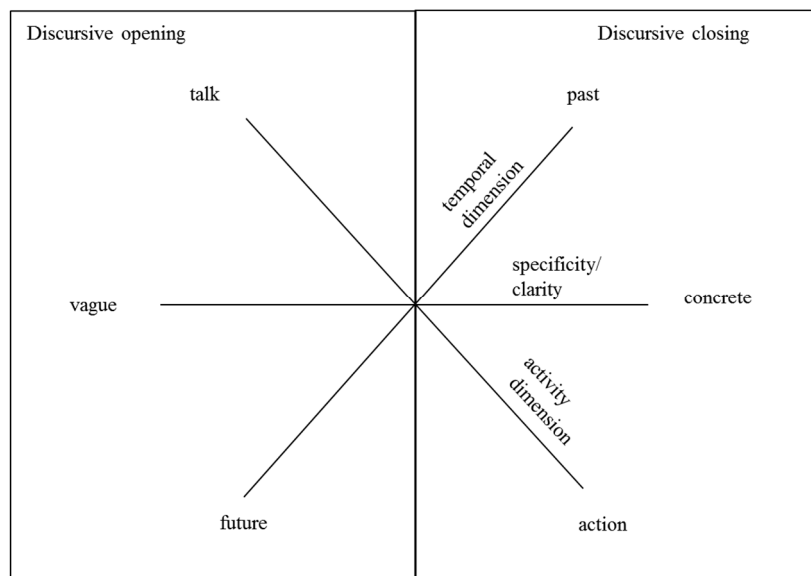 Discursive opening
Discursive closing
talk
past
temporal
dimension
specificity/
clarity
vague
concrete
activity
dimension
future
action